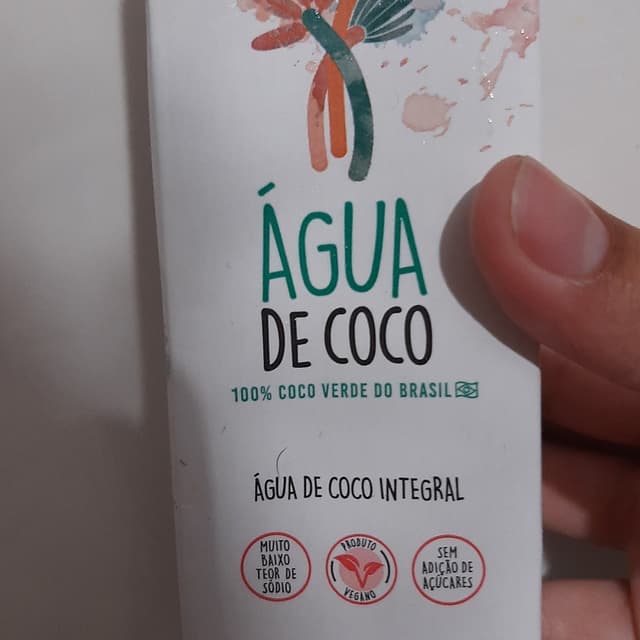 ÁGUA
DE COCO
100% COCO VERDE DO BRASIL
ÁGUA DE COCO INTEGRAL
MUITO
BAIXO
TEOR DE
SÓDIO
PRODUTO
VEGANO
SEM
ADIÇÃO DE
AÇÚCARES